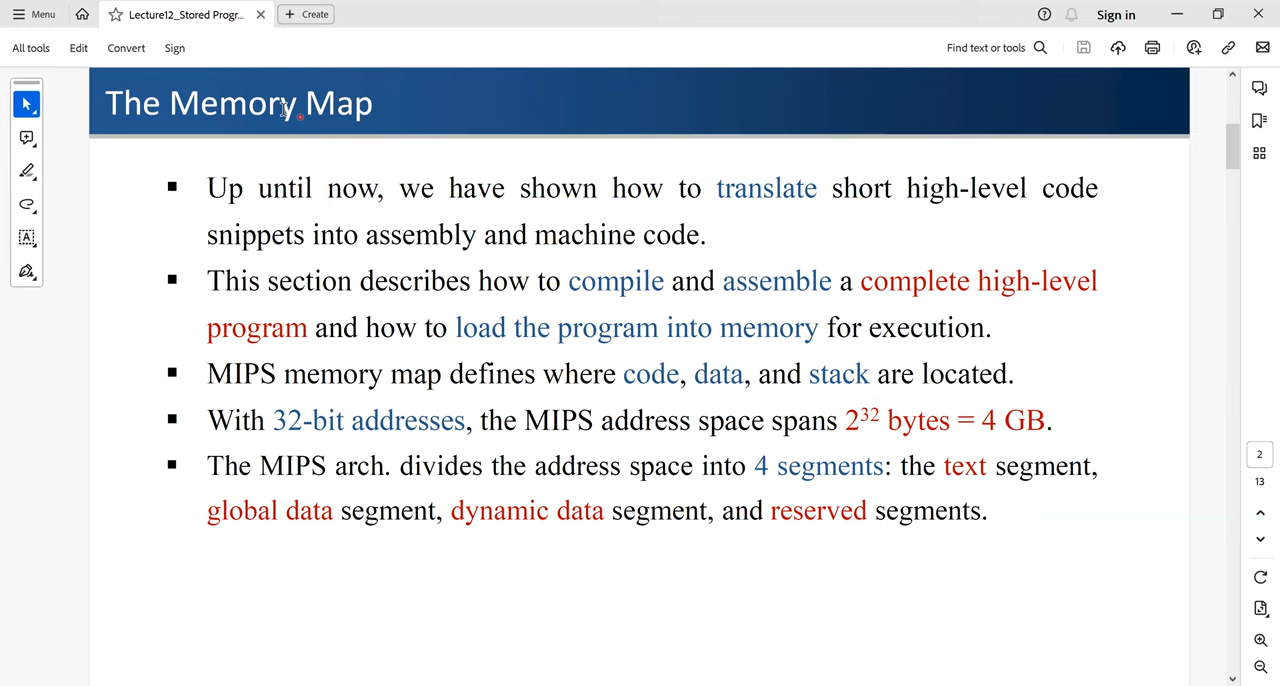 Menu
Lecture12_Stored Progr...
Create
Sign in
All tools
Edit
Convert
Sign
Find text or tools
The Memory Map
▪ Up until now, we have shown how to translate short high-level code
snippets into assembly and machine code.
▪ This section describes how to compile and assemble a complete high-level
program and how to load the program into memory for execution.
▪ MIPS memory map defines where code, data, and stack are located.
▪ With 32-bit addresses, the MIPS address space spans 2³² bytes = 4 GB.
▪ The MIPS arch. divides the address space into 4 segments: the text segment,
global data segment, dynamic data segment, and reserved segments.
2
13